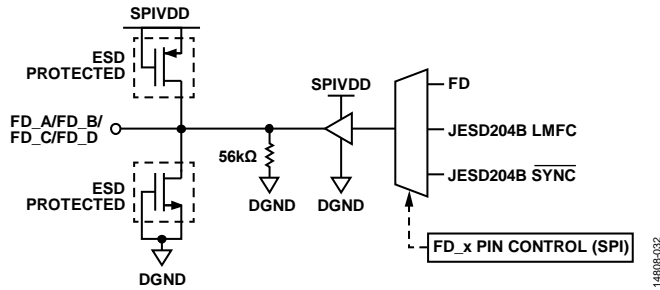 SPIVDD
ESD
PROTECTED
SPIVDD
FD
FD_A/FD_B/
FD_C/FD_D
JESD204B LMFC
56kΩ
ESD
PROTECTED
DGND
DGND
JESD204B SYNC
FD_x PIN CONTROL (SPI)
DGND
14808-032